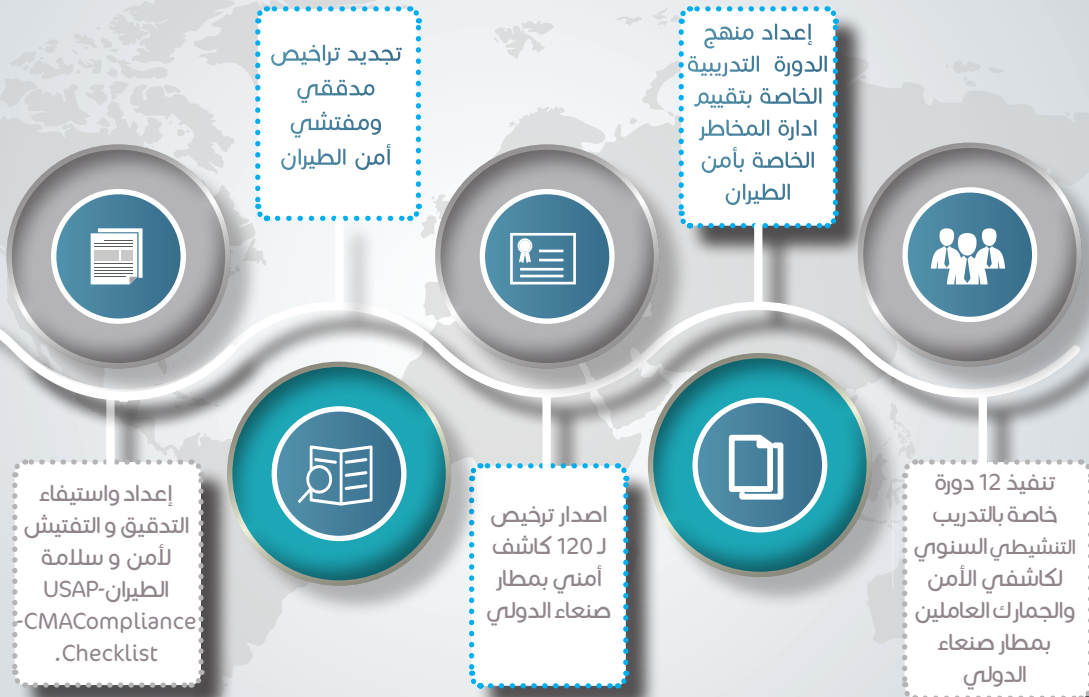 تنفيذ 12 دورة
خاصة بالتدريب
التنشيطي السنوي
لكاشفي الأمن
والجمارك العاملين
بمطار صنعاء
الدولي
إعداد منهج
الدورة التدريبية
الخاصة بتقييم
ادارة المخاطر
الخاصة بأمن
الطيران
اصدار ترخيص
لـ 120 كاشف
أمني بمطار
صنعاء الدولي
تجديد تراخيص
مدققي
ومفتشي
أمن الطيران
إعداد واستيفاء
التدقيق و التفتيش
لأمن و سلامة
الطيران-USAP
-CMACompliance
.Checklist